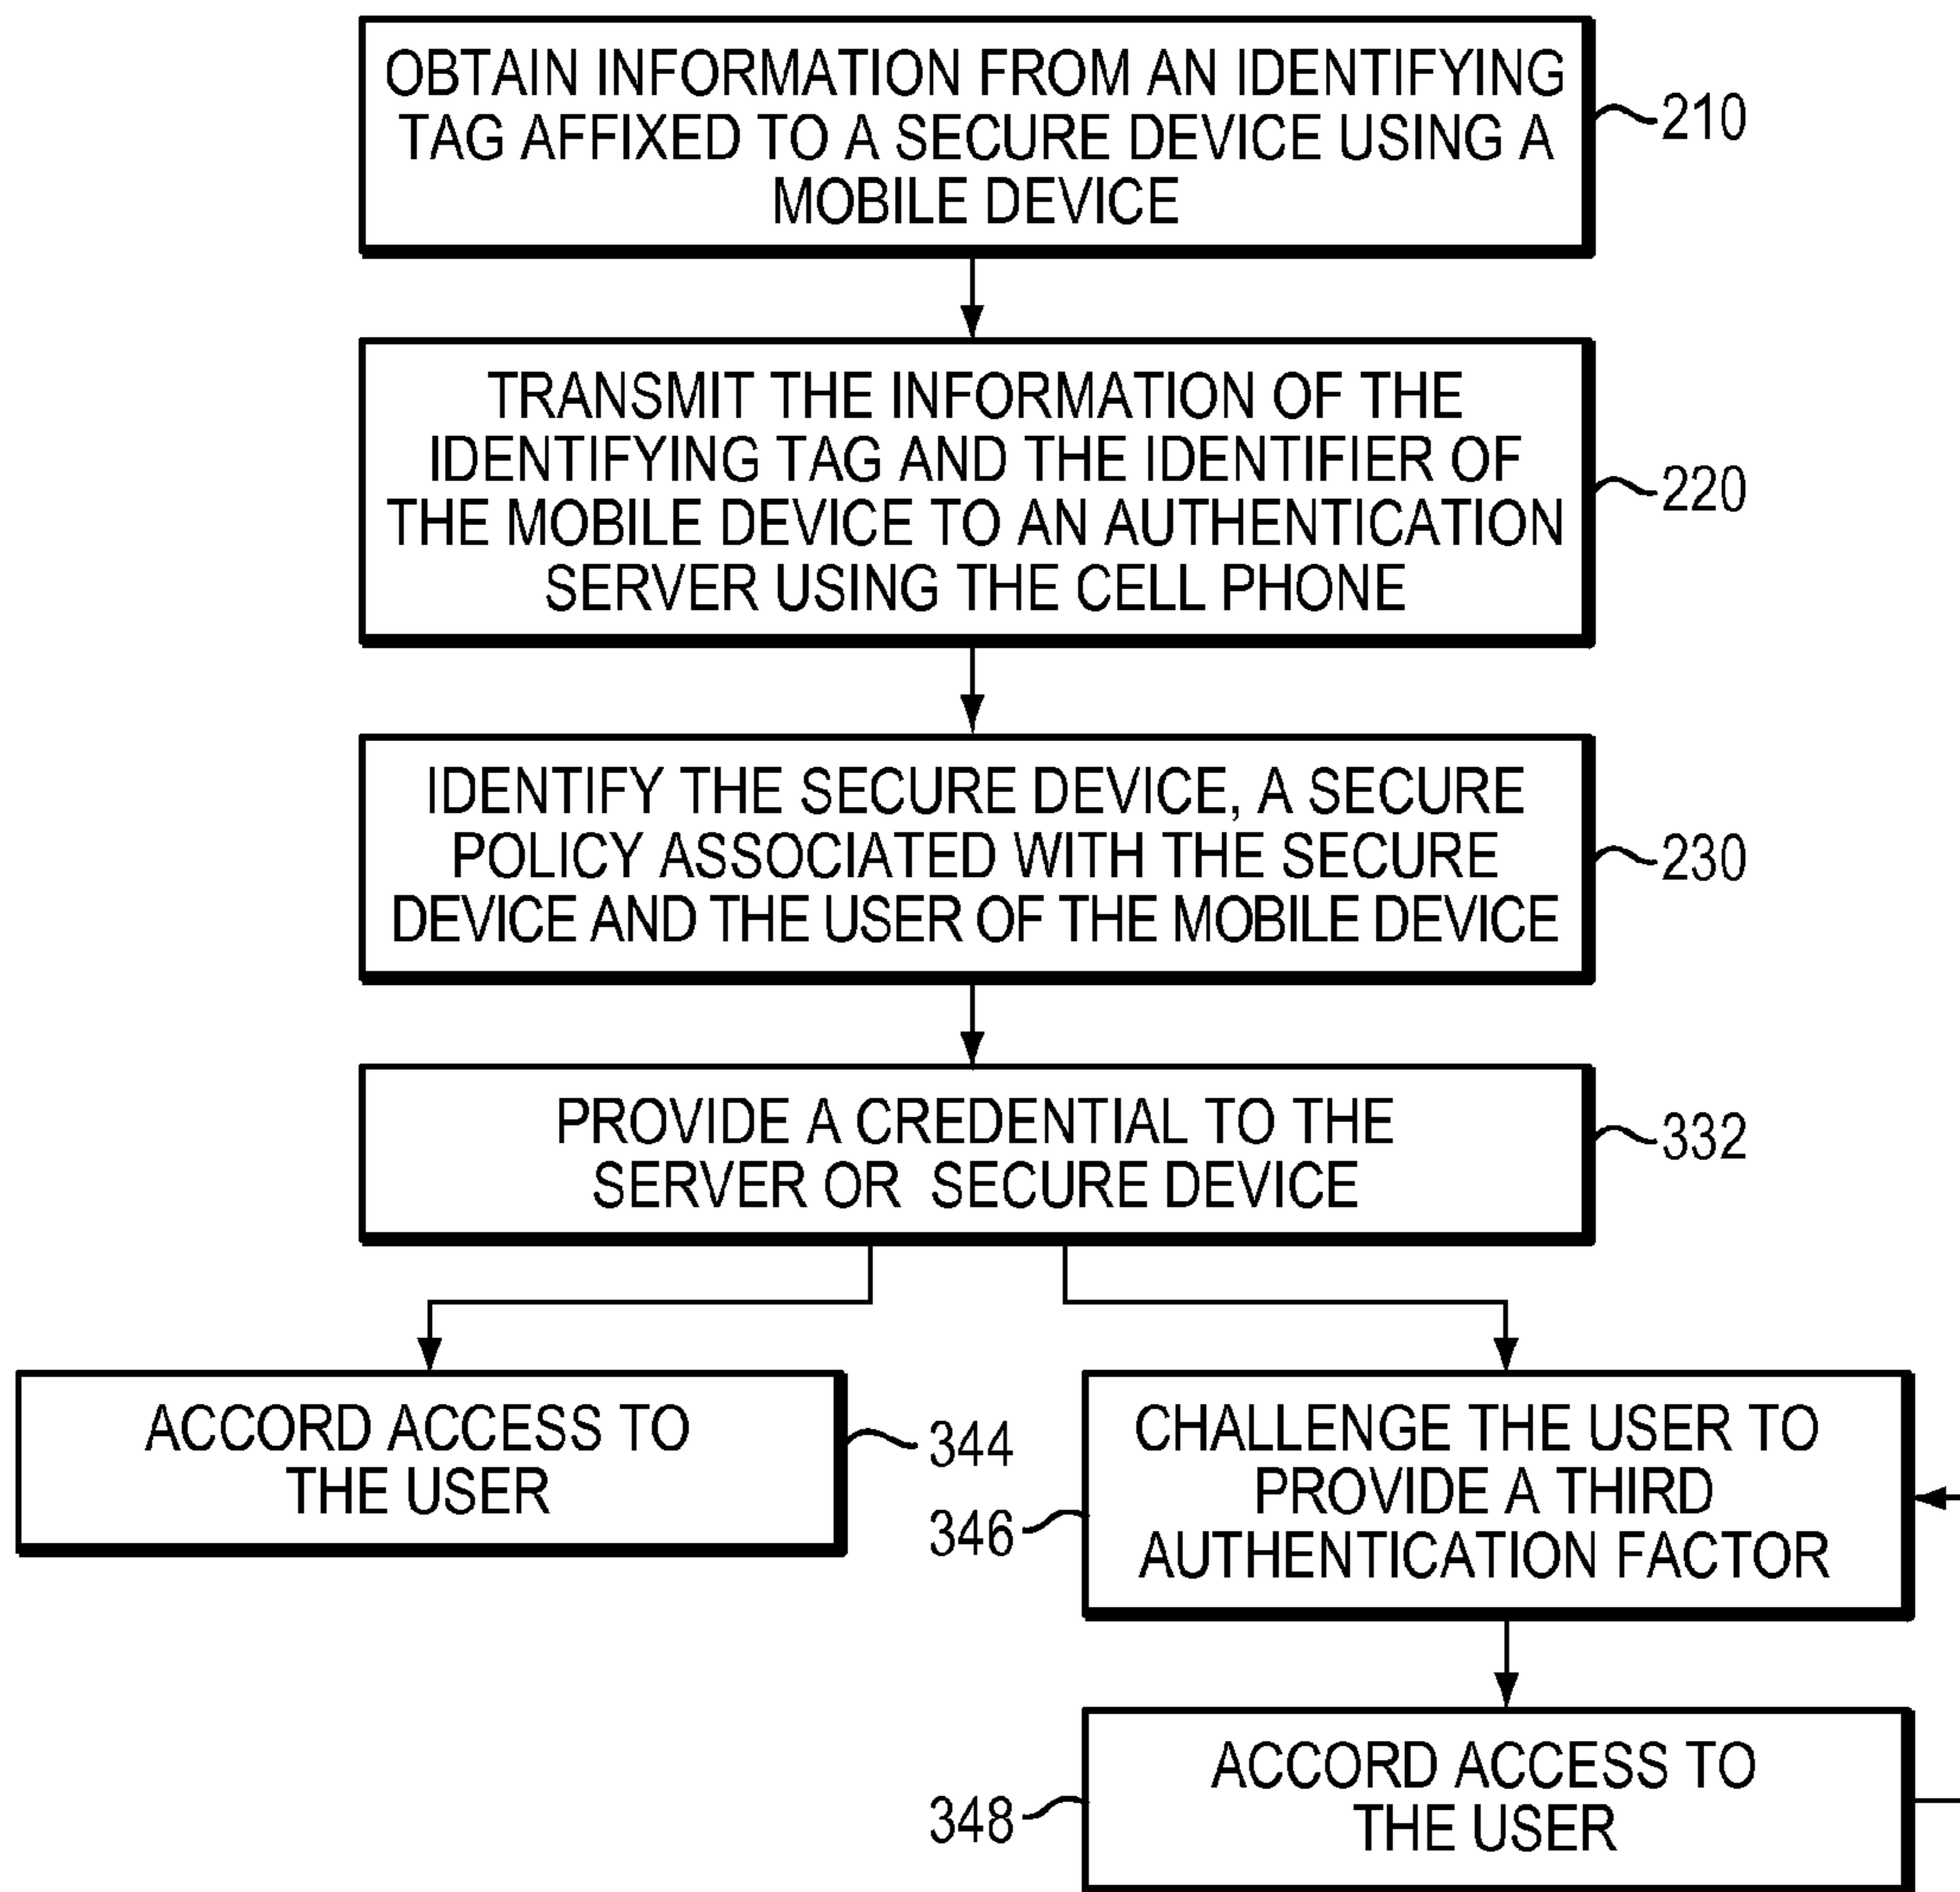 OBTAIN INFORMATION FROM AN IDENTIFYING
TAG AFFIXED TO A SECURE DEVICE USING A
MOBILE DEVICE
210
TRANSMIT THE INFORMATION OF THE
IDENTIFYING TAG AND THE IDENTIFIER OF
THE MOBILE DEVICE TO AN AUTHENTICATION
SERVER USING THE CELL PHONE
220
IDENTIFY THE SECURE DEVICE, A SECURE
POLICY ASSOCIATED WITH THE SECURE
DEVICE AND THE USER OF THE MOBILE DEVICE
230
PROVIDE A CREDENTIAL TO THE
SERVER OR SECURE DEVICE
332
ACCORD ACCESS TO
THE USER
344
CHALLENGE THE USER TO
PROVIDE A THIRD
AUTHENTICATION FACTOR
346
ACCORD ACCESS TO
THE USER
348